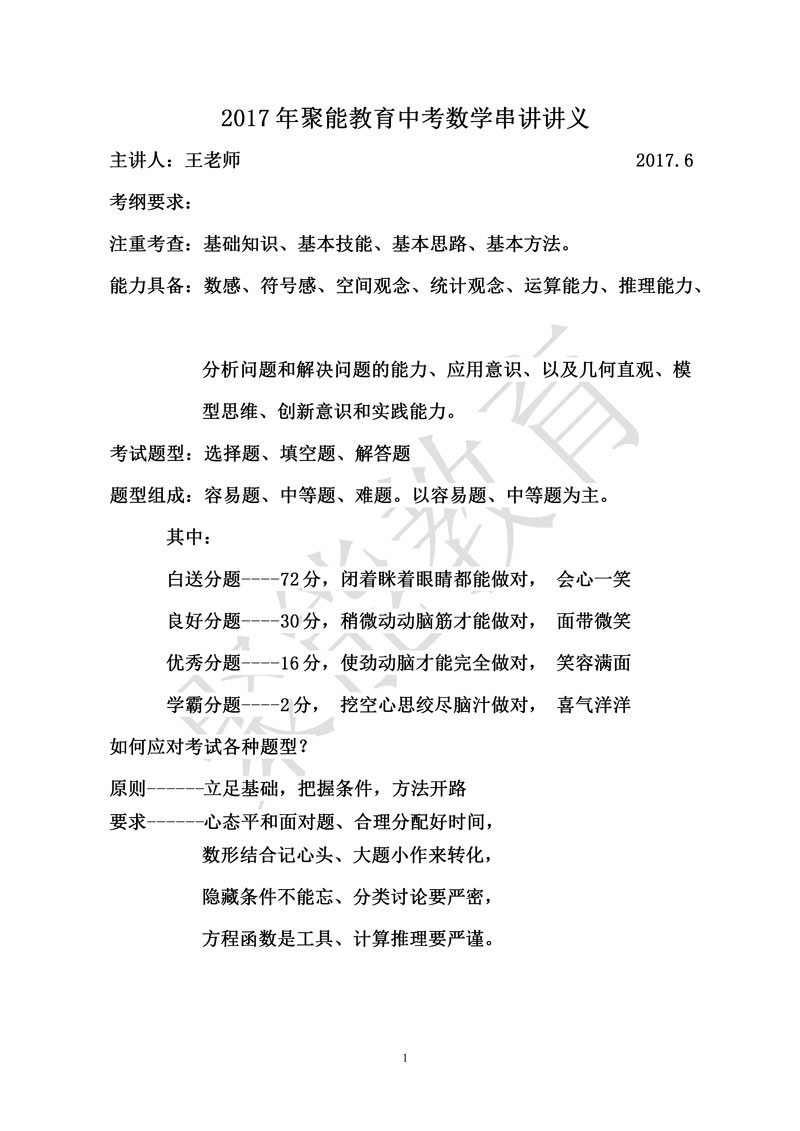 2017年聚能教育中考数学串讲讲义
主讲人：王老师 2017.6
考纲要求：
注重考查：基础知识、基本技能、基本思路、基本方法。
能力具备：数感、符号感、空间观念、统计观念、运算能力、推理能力、
分析问题和解决问题的能力、应用意识、以及几何直观、模
型思维、创新意识和实践能力。
考试题型：选择题、填空题、解答题
题型组成：容易题、中等题、难题。以容易题、中等题为主。
其中：
白送分题----72分，闭着眯着眼睛都能做对， 会心一笑
良好分题----30分，稍微动动脑筋才能做对， 面带微笑
优秀分题----16分，使劲动脑才能完全做对， 笑容满面
学霸分题----2分， 挖空心思绞尽脑汁做对， 喜气洋洋
如何应对考试各种题型？
原则------立足基础，把握条件，方法开路
要求------心态平和面对题、合理分配好时间，
数形结合记心头、大题小作来转化，
隐藏条件不能忘、分类讨论要严密，
方程函数是工具、计算推理要严谨。
聚能教育
1